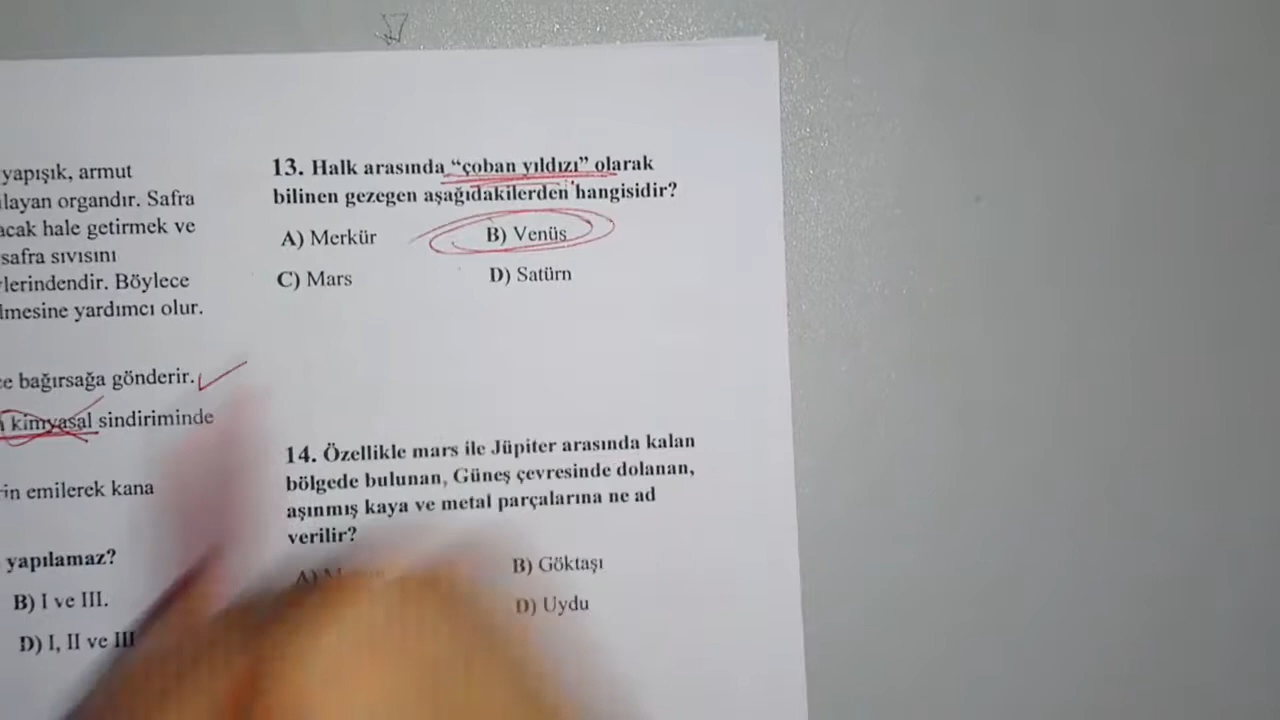 yapışık, armut
layan organdır. Safra
acak hale getirmek ve
safra sıvısını
lerindendir. Böylece
lmesine yardımcı olur.
bağırsağa gönderir.
kimyasal sindiriminde
emilerek kana
yapılamaz?
B) I ve III.
D) I, II ve III
13. Halk arasında “çoban yıldızı” olarak
bilinen gezegen aşağıdakilerden hangisidir?
A) Merkür
B) Venüs
C) Mars
D) Satürn
14. Özellikle mars ile Jüpiter arasında kalan
bölgede bulunan, Güneş çevresinde dolanan,
aşınmış kaya ve metal parçalarına ne ad
verilir?
B) Göktaşı
D) Uydu